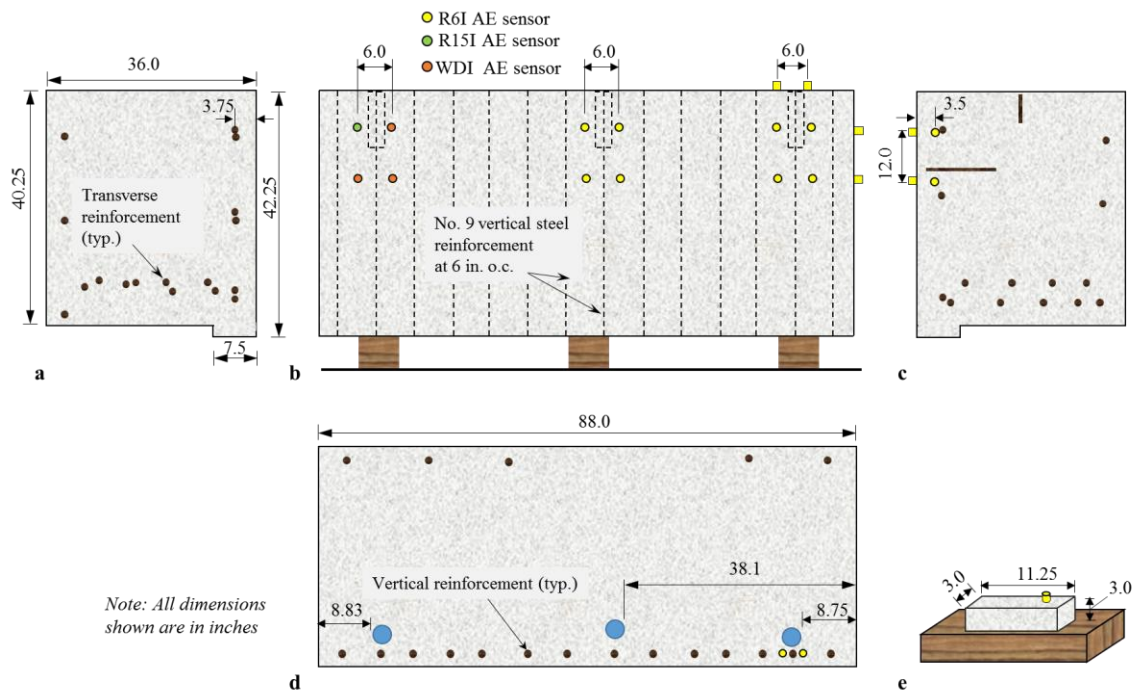 R6I AE sensor
R15I AE sensor
WDI AE sensor
36.0
6.0
6.0
6.0
3.75
3.5
12.0
40.25
42.25
Transverse
reinforcement
(typ.)
No. 9 vertical steel
reinforcement
at 6 in. o.c.
7.5
a
b
c
88.0
38.1
Vertical reinforcement (typ.)
8.83
8.75
Note: All dimensions
shown are in inches
3.0
11.25
3.0
d
e